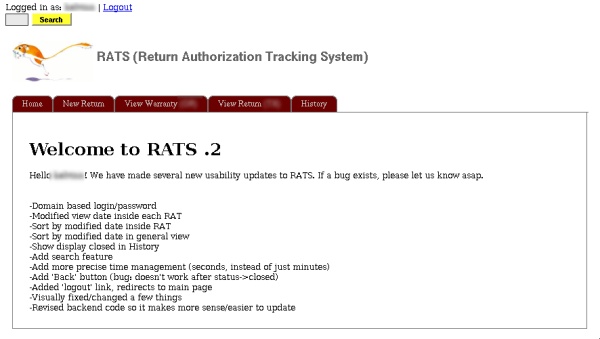 Logged in as: | Logout
Search
RATS (Return Authorization Tracking System)
Home New Return View Warranty View Return History
Welcome to RATS .2
Hello ! We have made several new usability updates to RATS. If a bug exists, please let us know asap.
-Domain based login/password
-Modified view date inside each RAT
-Sort by modified date inside RAT
-Sort by modified date in general view
-Show display closed in History
-Add search feature
-Add more precise time management (seconds, instead of just minutes)
-Add 'Back' button (bug: doesn't work after status->closed)
-Added 'logout' link, redirects to main page
-Visually fixed/changed a few things
-Revised backend code so it makes more sense/easier to update